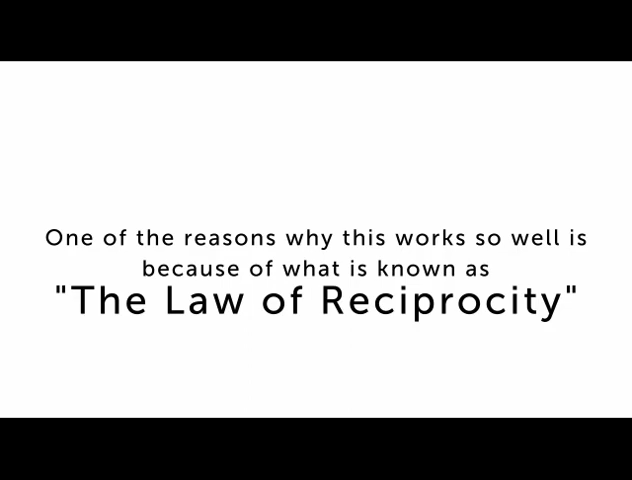 One of the reasons why this works so well is
because of what is known as
"The Law of Reciprocity"